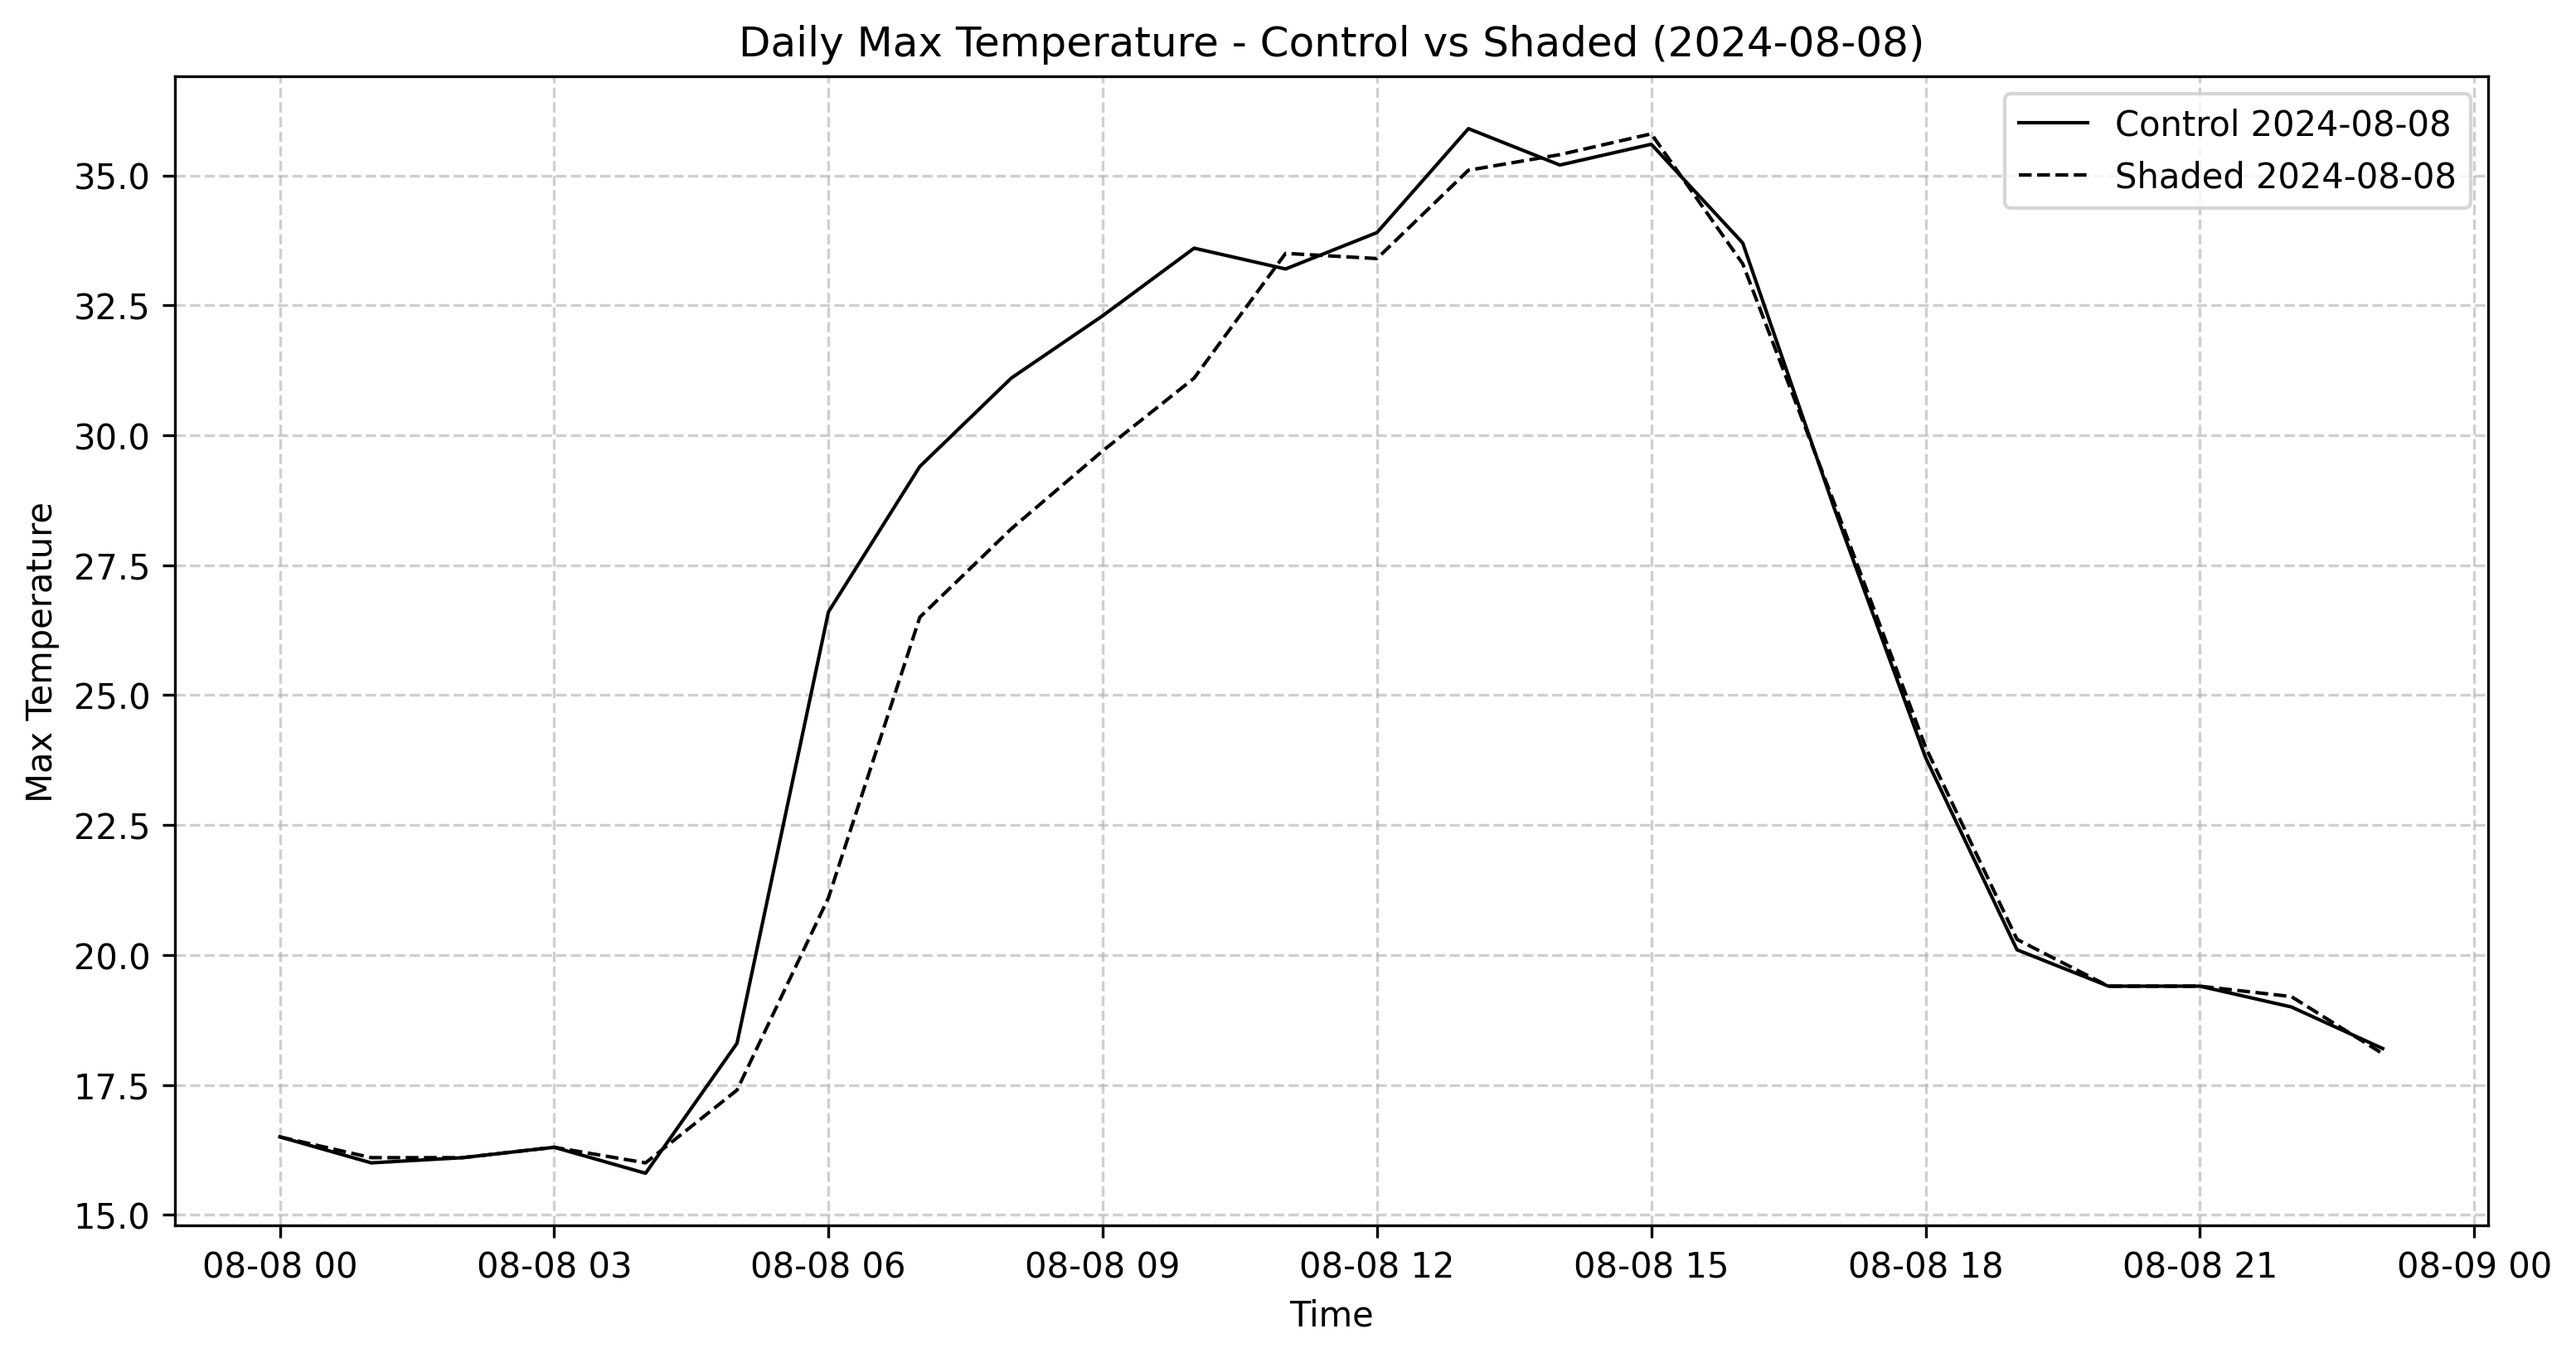 Daily Max Temperature - Control vs Shaded (2024-08-08)
Control 2024-08-08
Shaded 2024-08-08
Max Temperature
35.0
32.5
30.0
27.5
25.0
22.5
20.0
17.5
15.0
08-08 00 08-08 03 08-08 06 08-08 09 08-08 12 08-08 15 08-08 18 08-08 21 08-09 00
Time